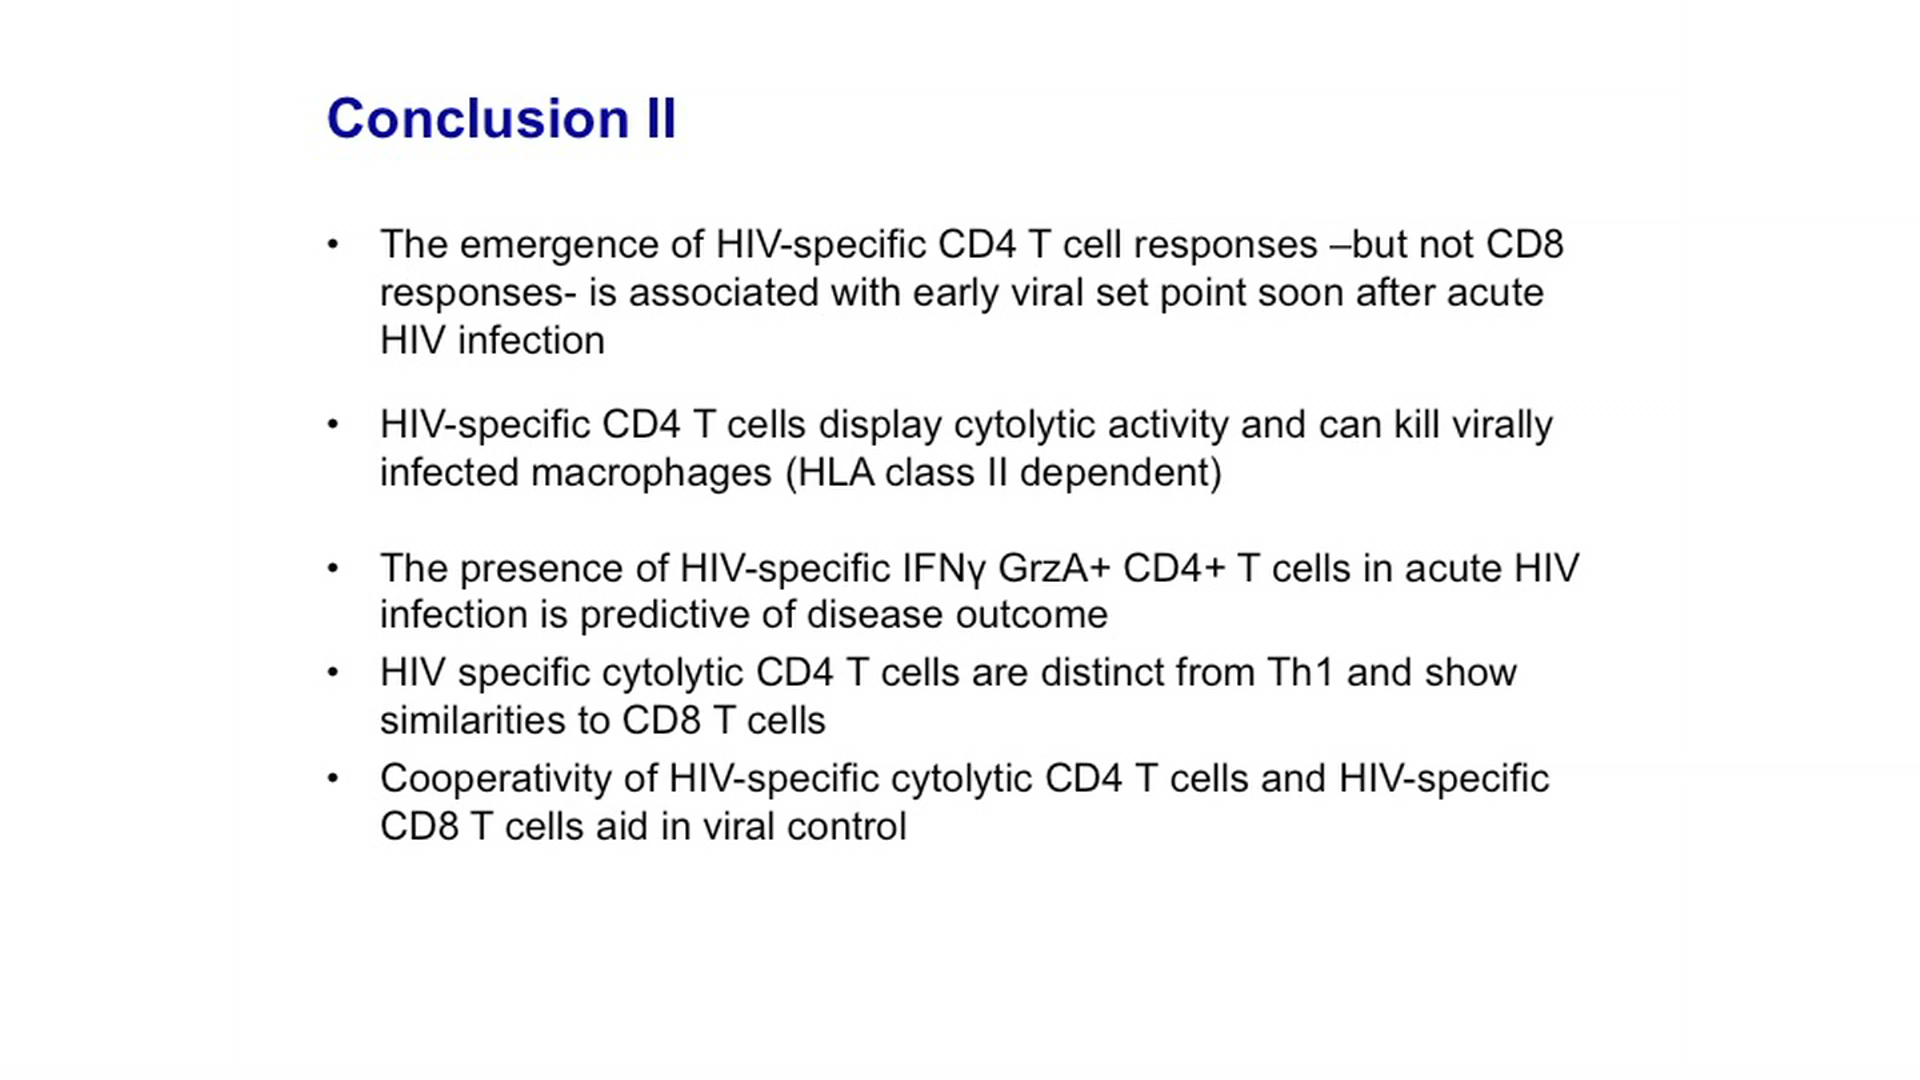 Conclusion II
• The emergence of HIV-specific CD4 T cell responses –but not CD8
responses- is associated with early viral set point soon after acute
HIV infection
• HIV-specific CD4 T cells display cytolytic activity and can kill virally
infected macrophages (HLA class II dependent)
• The presence of HIV-specific IFNγ GrzA+ CD4+ T cells in acute HIV
infection is predictive of disease outcome
• HIV specific cytolytic CD4 T cells are distinct from Th1 and show
similarities to CD8 T cells
• Cooperativity of HIV-specific cytolytic CD4 T cells and HIV-specific
CD8 T cells aid in viral control